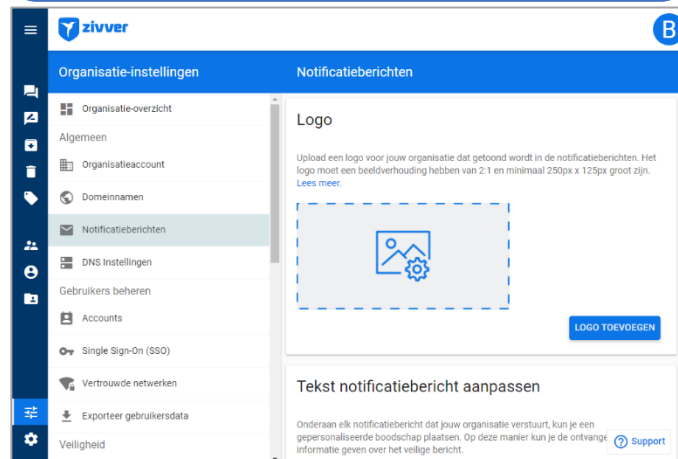 zivver
B
Organisatie-instellingen
Notificatieberichten
Organisatie-overzicht
Algemeen
Organisatieaccount
Domeinnamen
Notificatieberichten
DNS Instellingen
Gebruikers beheren
Accounts
Single Sign-On (SSO)
Vertrouwde netwerken
Exporteer gebruikersdata
Veiligheid
Logo
Upload een logo voor jouw organisatie dat getoond wordt in de notificatieberichten. Het
logo moet een beeldverhouding hebben van 2:1 en minimaal 250px x 125px groot zijn.
Lees meer.
LOGO TOEVOEGEN
Tekst notificatiebericht aanpassen
Onderaan elk notificatiebericht dat jouw organisatie verstuurt, kun je een
gepersonaliseerde boodschap plaatsen. Op deze manier kun je de ontvange
informatie geven over het veilige bericht.
Support